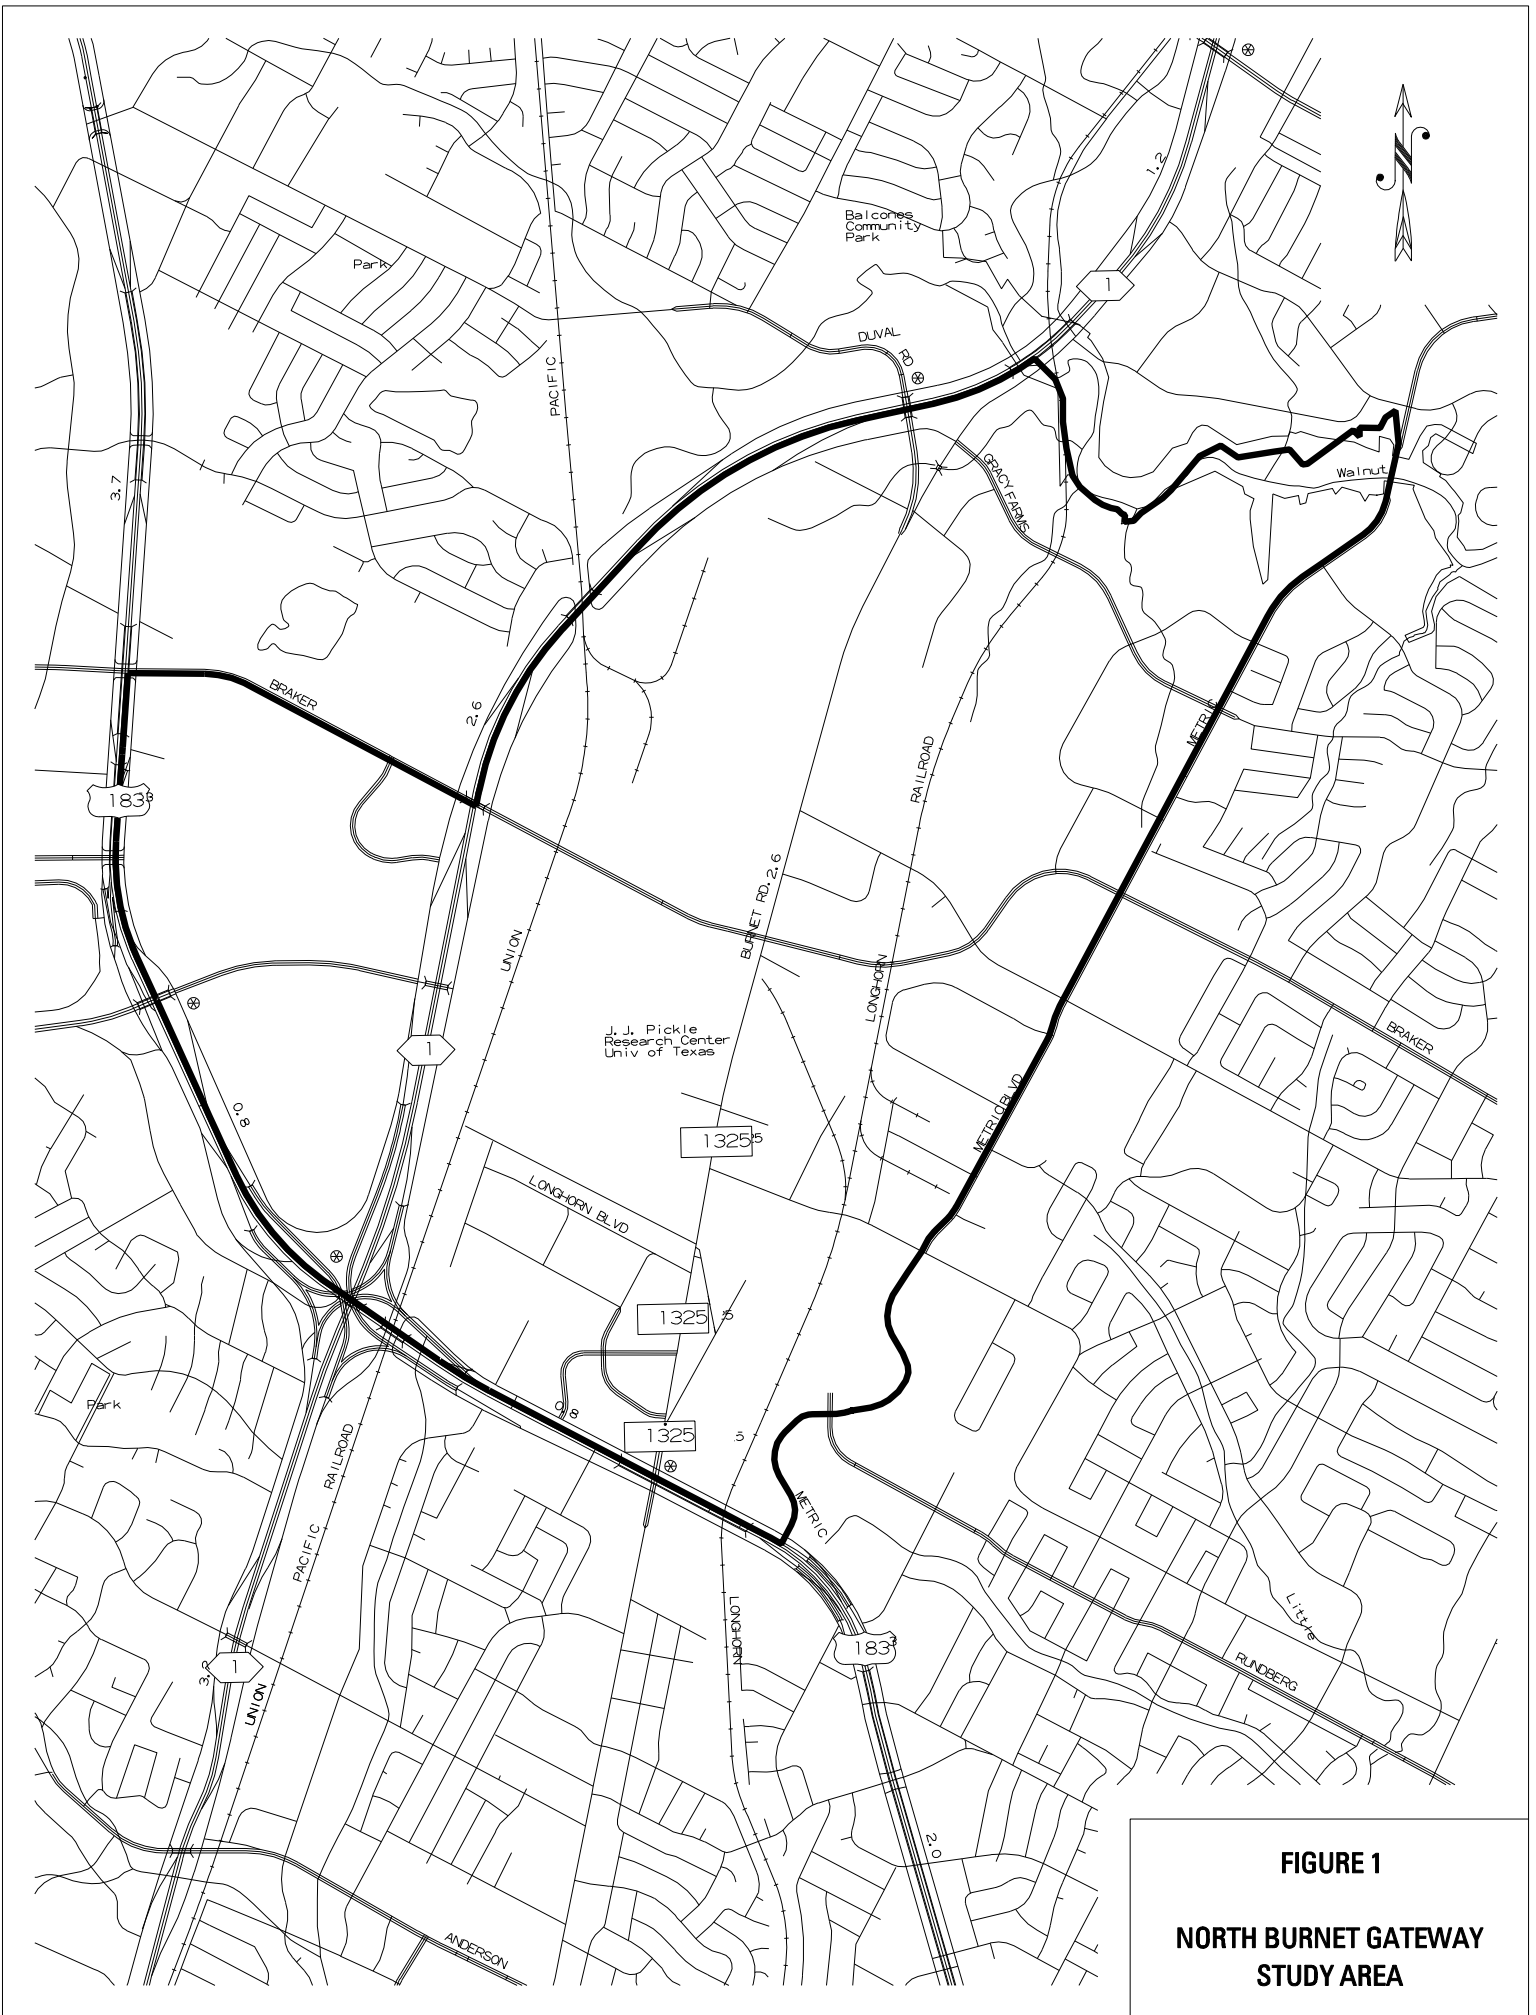 1.2
Balcones
Community
Park
Park
1
DUVAL
RD
PACIFIC
GRACY FARMS
Walnut
3.7
BRAKER
2.6
METRIC
RAILROAD
183
BURNET RD. 2.6
UNION
LONGHORN
J.J. Pickle
Research Center
Univ of Texas
1
BRAKER
METRIC BLVD
0.8
1325
LONGHORN BLVD
1325
Park
0.8
1325
.5
RAILROAD
METRIC
PACIFIC
LONGHORN
Little
183
RUNDBERG
1
UNION
2.0
ANDERSON
FIGURE 1
NORTH BURNET GATEWAY
STUDY AREA